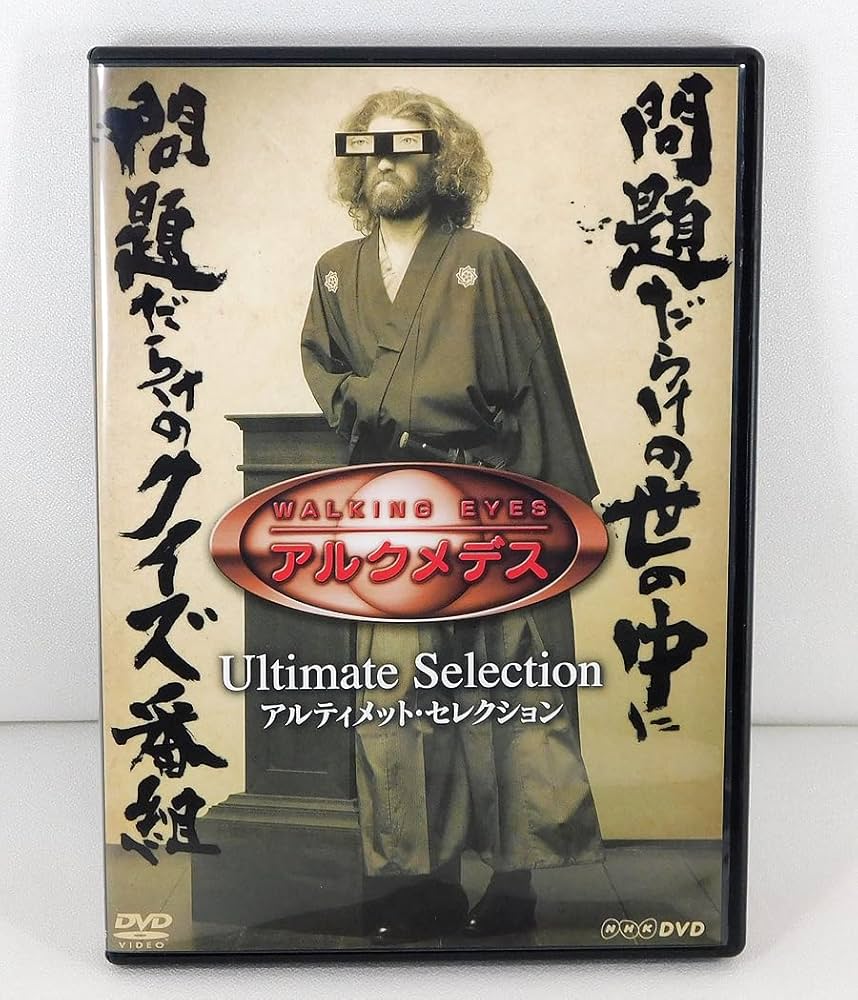 問題だらけの世の中に
問題だらけのクイズ番組
WALKING EYES
アルクメデス
Ultimate Selection
アルティメット・セレクション
DVD
VIDEO
NHK DVD